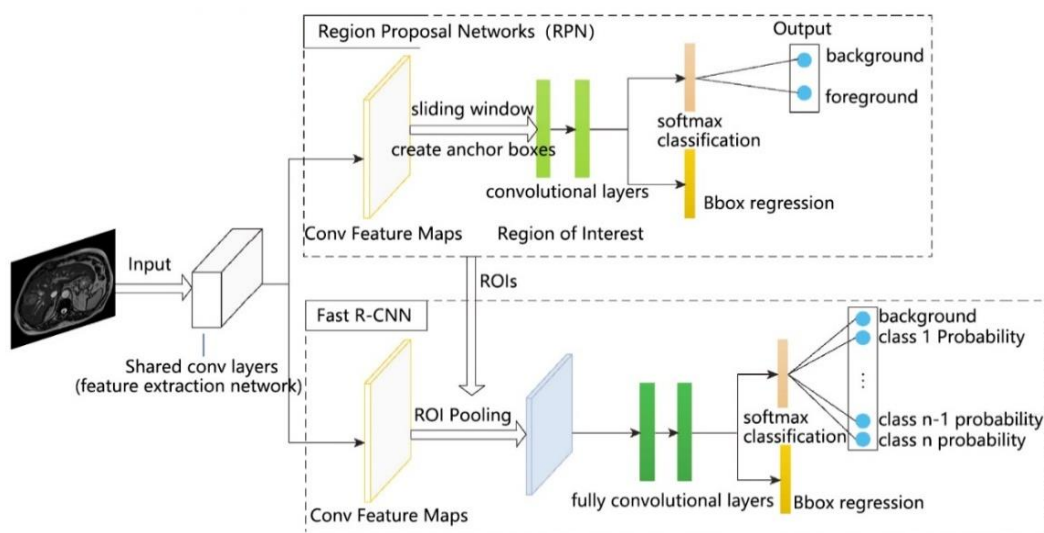 Region Proposal Networks (RPN)
Output
background
foreground
sliding window
create anchor boxes
softmax
classification
convolutional layers
Bbox regression
Conv Feature Maps
Region of Interest
Input
ROIs
Shared conv layers
(feature extraction network)
Fast R-CNN
background
class 1 Probability
⋮
ROI Pooling
softmax
classification
class n-1 probability
class n probability
fully convolutional layers
Bbox regression
Conv Feature Maps